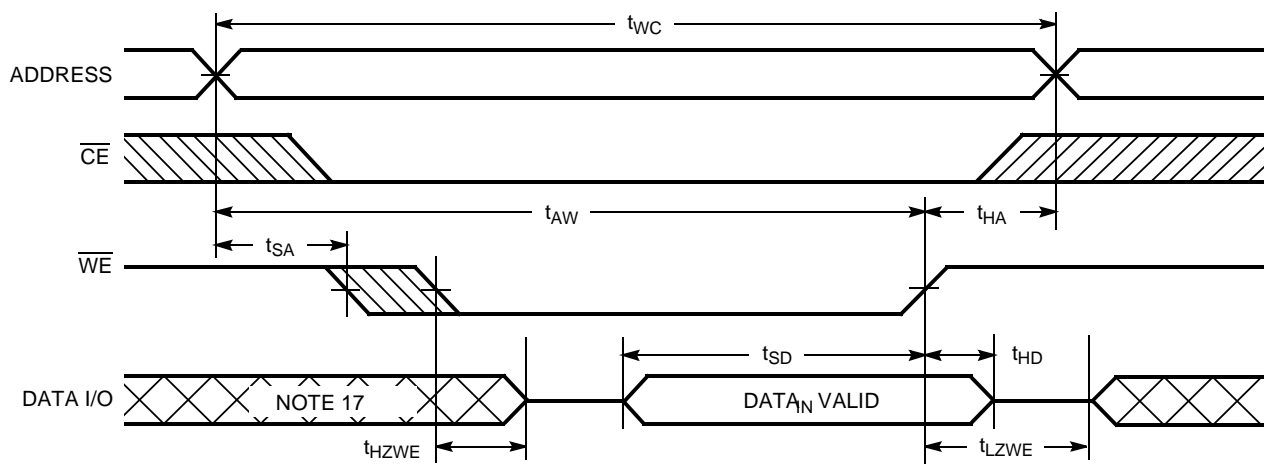 tWC
ADDRESS
CE
tAW
tHA
tSA
WE
tSD
tHD
DATA I/O
NOTE 17
DATAIN VALID
tHZWE
tLZWE